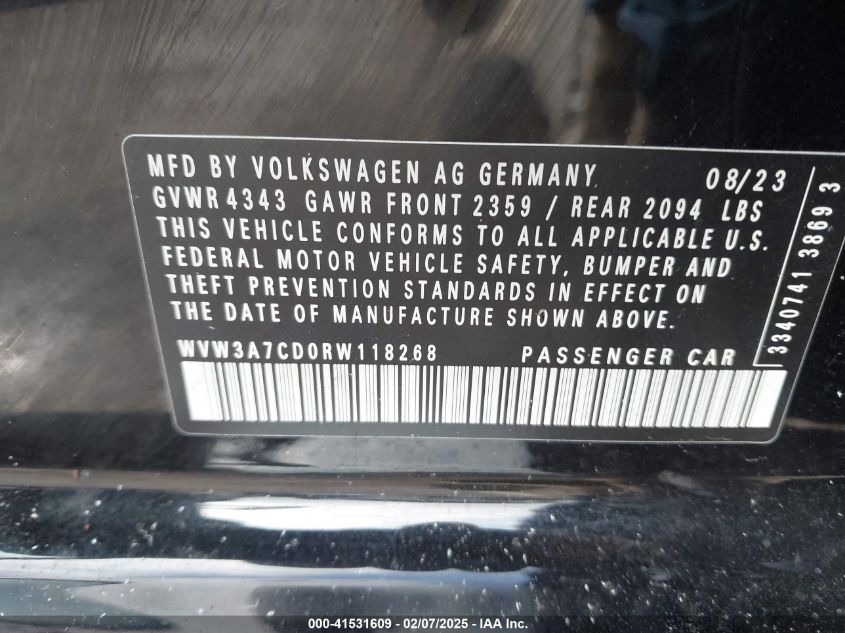 MFD BY VOLKSWAGEN AG GERMANY 08/23
GVWR 4343 GAWR FRONT 2359 / REAR 2094 LBS
THIS VEHICLE CONFORMS TO ALL APPLICABLE U.S.
FEDERAL MOTOR VEHICLE SAFETY, BUMPER AND
THEFT PREVENTION STANDARDS IN EFFECT ON
THE DATE OF MANUFACTURE SHOWN ABOVE.
WVW3A7CD0RW118268 PASSENGER CAR
3340741 3869 3
000-41531609 - 02/07/2025 - © IAA, Inc.